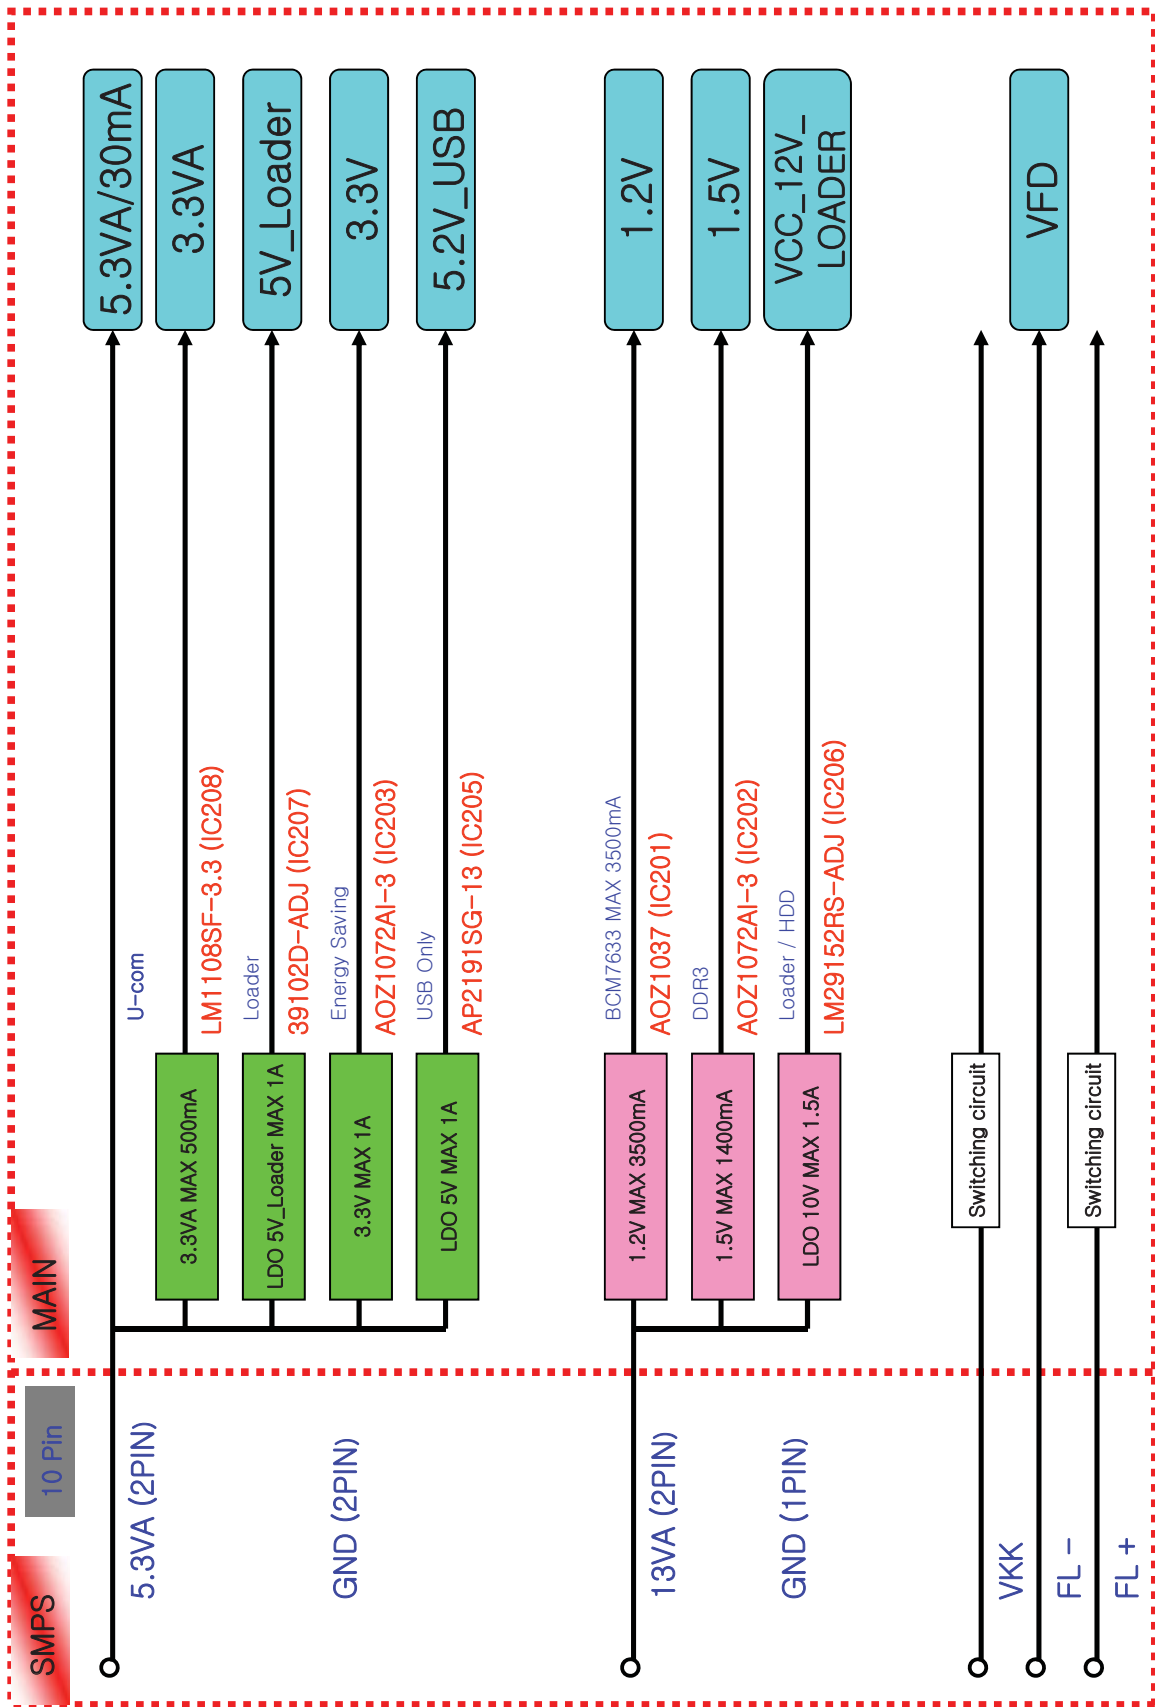 SMPS
10 Pin
MAIN
5.3VA (2PIN)
U-com
5.3VA/30mA
3.3VA MAX 500mA
LM1108SF-3.3 (IC208)
3.3VA
Loader
LDO 5V_Loader MAX 1A
39102D-ADJ (IC207)
5V_Loader
GND (2PIN)
Energy Saving
3.3V MAX 1A
AOZ1072AI-3 (IC203)
3.3V
USB Only
LDO 5V MAX 1A
AP2191SG-13 (IC205)
5.2V_USB
13VA (2PIN)
BCM7633 MAX 3500mA
1.2V MAX 3500mA
AOZ1037 (IC201)
1.2V
DDR3
1.5V MAX 1400mA
AOZ1072AI-3 (IC202)
1.5V
GND (1PIN)
Loader / HDD
LDO 10V MAX 1.5A
LM29152RS-ADJ (IC206)
VCC_12V_
LOADER
VKK
Switching circuit
FL -
VFD
FL +
Switching circuit